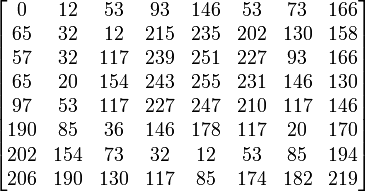 0 12 53 93 146 53 73 166
65 32 12 215 235 202 130 158
57 32 117 239 251 227 93 166
65 20 154 243 255 231 146 130
97 53 117 227 247 210 117 146
190 85 36 146 178 117 20 170
202 154 73 32 12 53 85 194
206 190 130 117 85 174 182 219